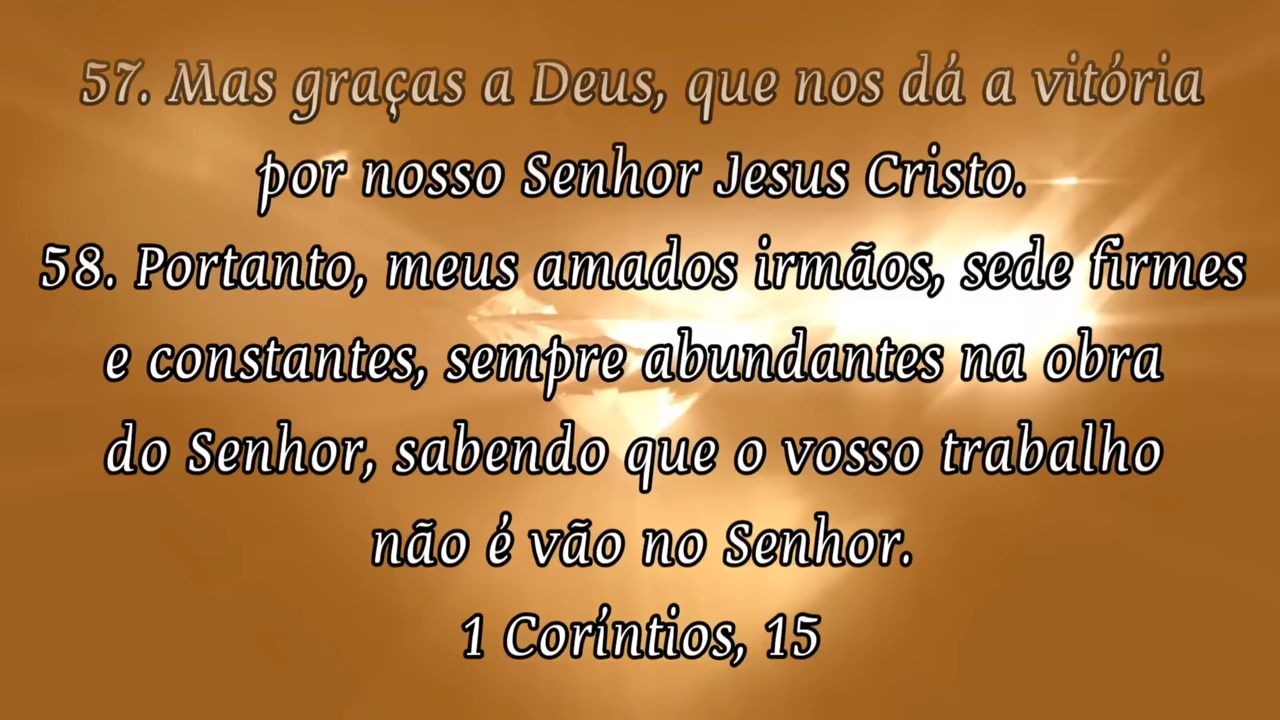 57. Mas graças a Deus, que nos dá a vitória
por nosso Senhor Jesus Cristo.
58. Portanto, meus amados irmãos, sede firmes
e constantes, sempre abundantes na obra
do Senhor, sabendo que o vosso trabalho
não é vão no Senhor.
1 Coríntios, 15